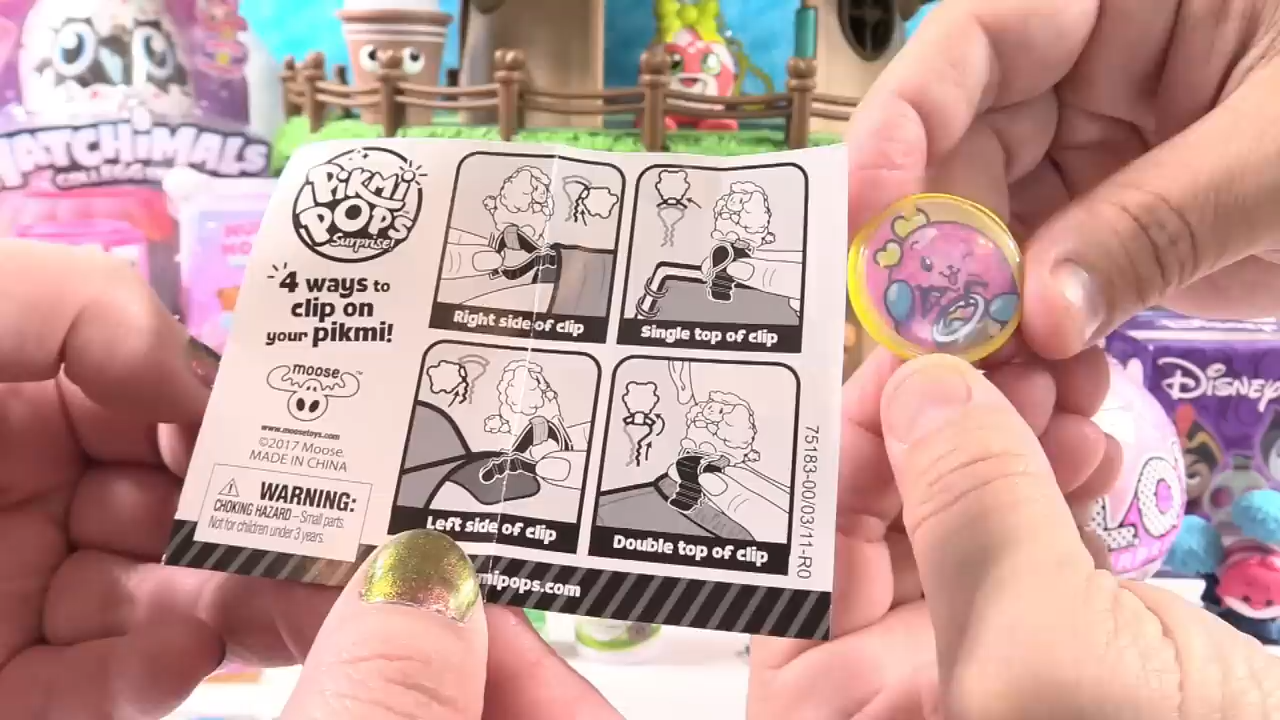 HATCHiMALS
PiKMi
POPS
Surprise!
4 ways to
clip on
your pikmi!
moose™
www.moosetoys.com
©2017 Moose.
MADE IN CHINA
WARNING:
CHOKING HAZARD – Small parts.
Not for children under 3 years.
Right side of clip
Single top of clip
Left side of clip
Double top of clip
mipops.com
75183-00/03/11-R0
DISNEY